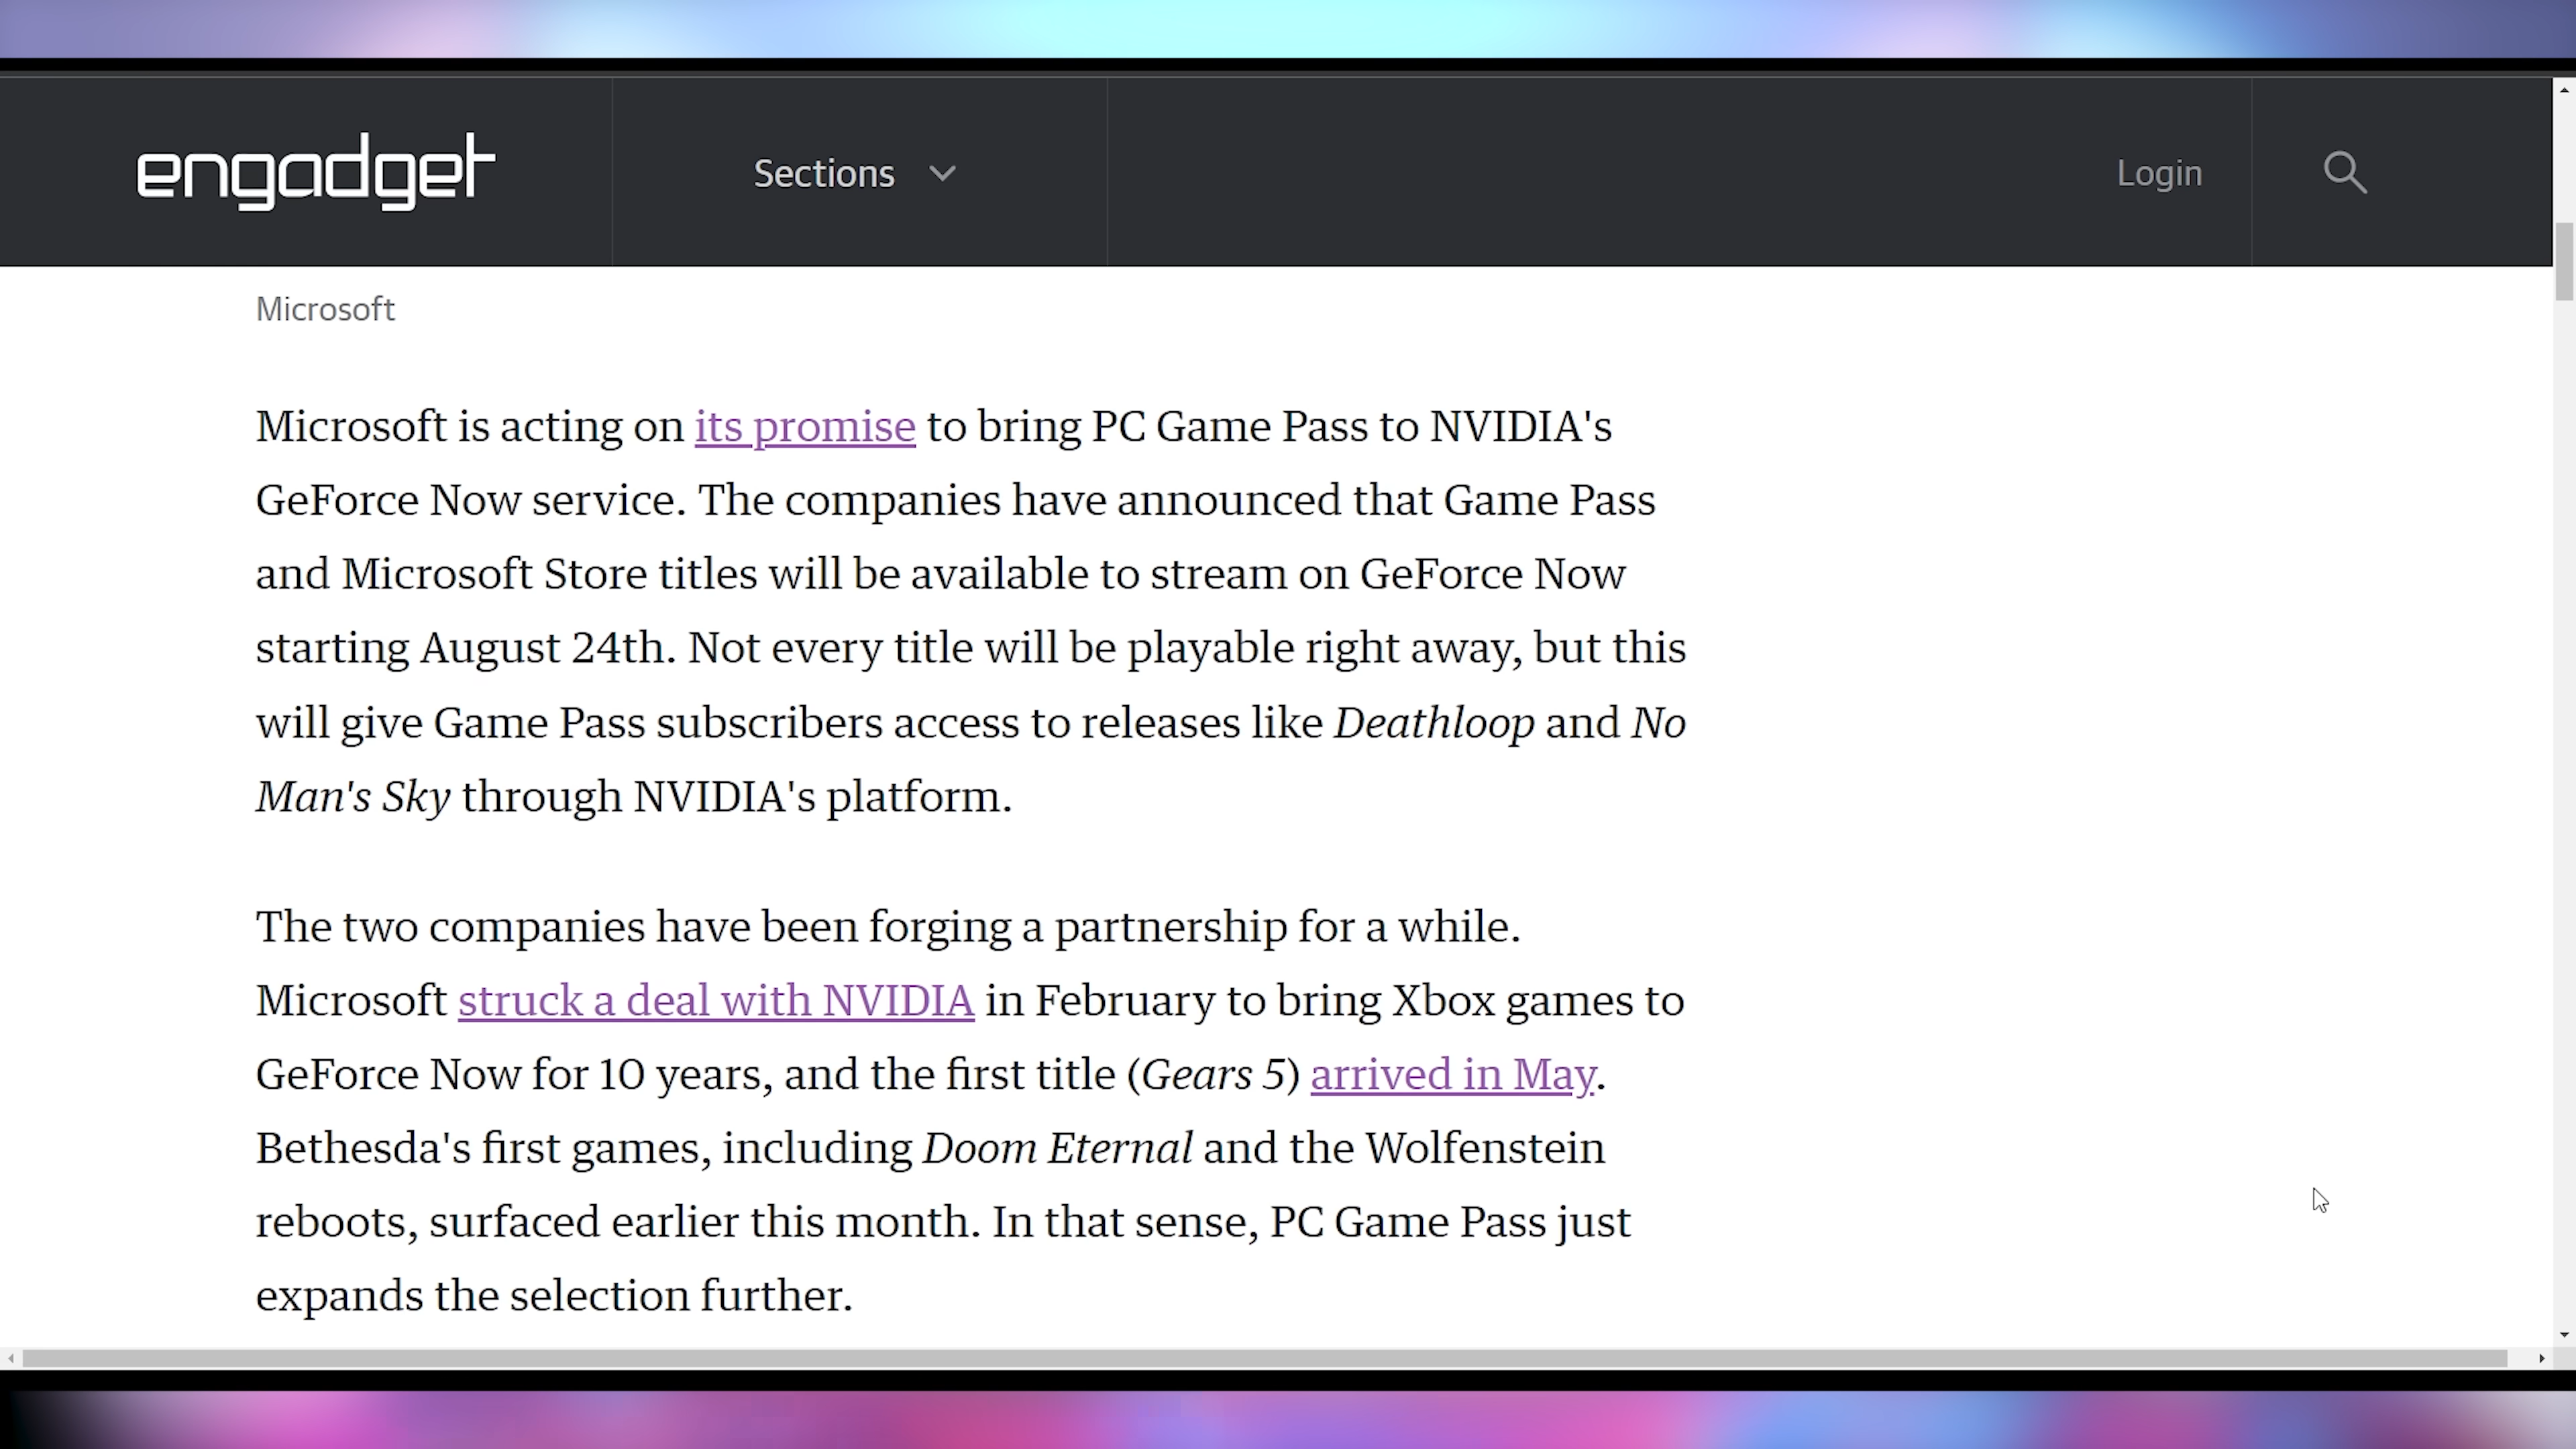 engadget
Sections
Login
Microsoft
Microsoft is acting on its promise to bring PC Game Pass to NVIDIA's
GeForce Now service. The companies have announced that Game Pass
and Microsoft Store titles will be available to stream on GeForce Now
starting August 24th. Not every title will be playable right away, but this
will give Game Pass subscribers access to releases like Deathloop and No
Man's Sky through NVIDIA's platform.
The two companies have been forging a partnership for a while.
Microsoft struck a deal with NVIDIA in February to bring Xbox games to
GeForce Now for 10 years, and the first title (Gears 5) arrived in May.
Bethesda's first games, including Doom Eternal and the Wolfenstein
reboots, surfaced earlier this month. In that sense, PC Game Pass just
expands the selection further.